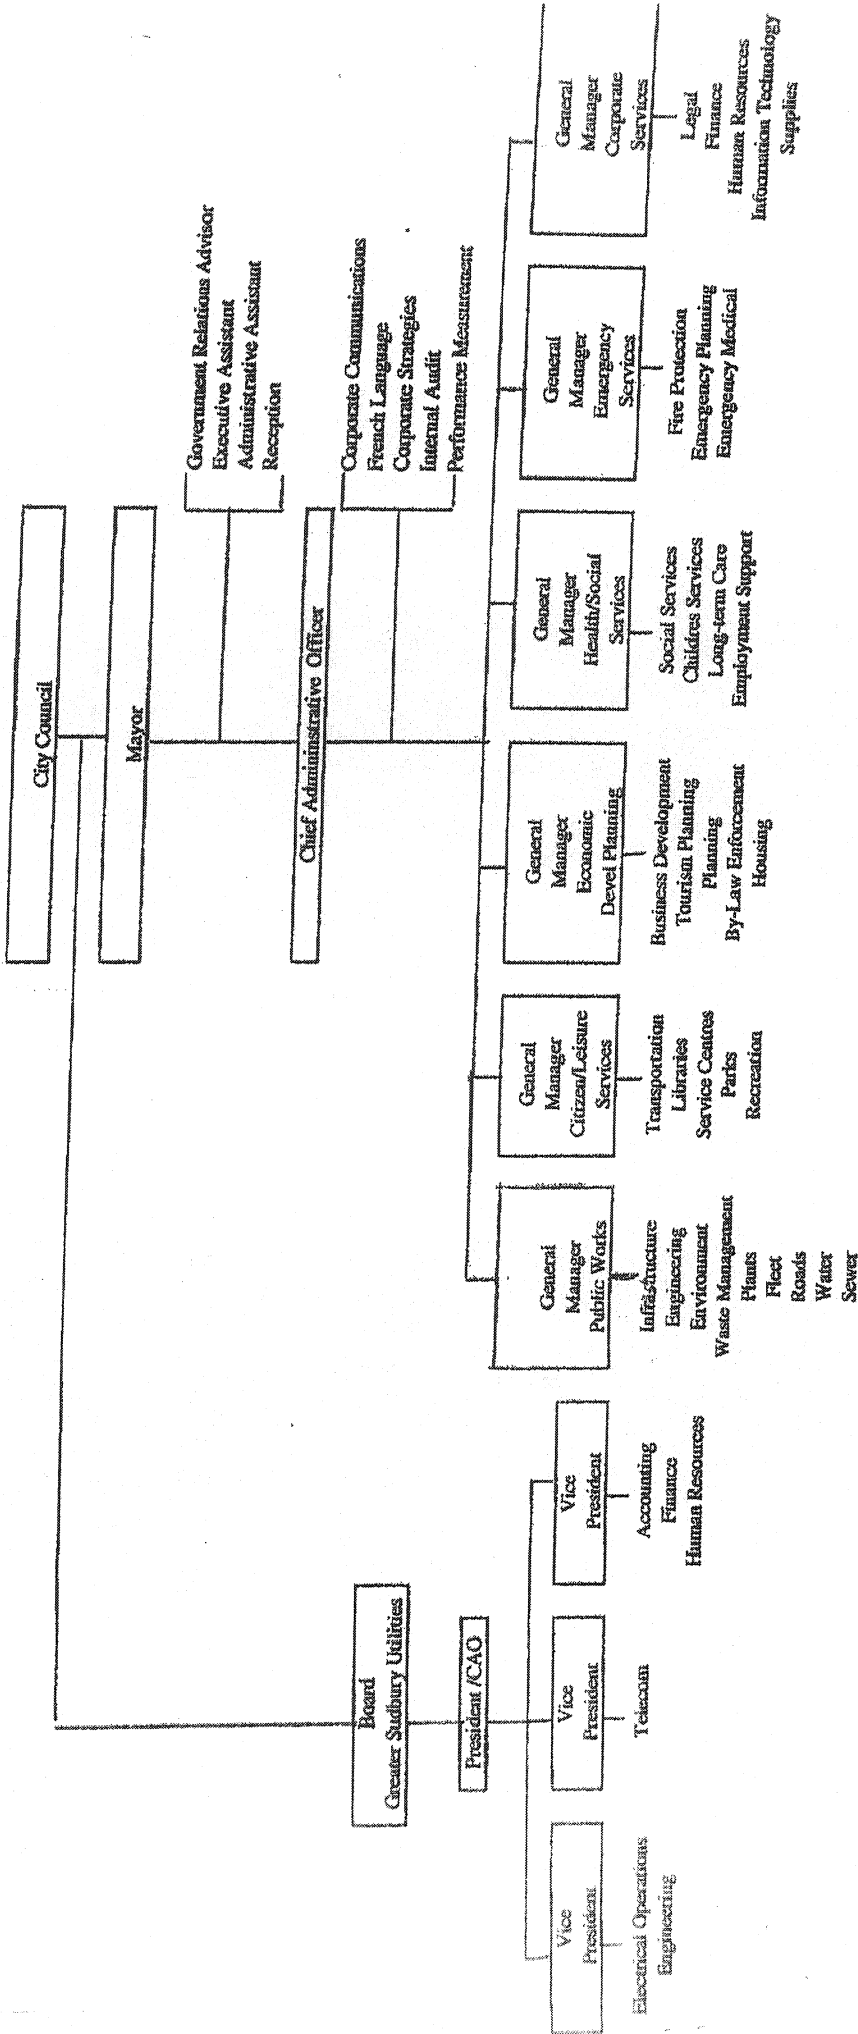 City Council
Mayor
Government Relations Advisor
Executive Assistant
Administrative Assistant
Reception
Chief Admininstrative Officer
Corporate Communications
French Language
Corporate Strategies
Internal Audit
Performance Measurement
Board
Greater Sudbury Utilities
President /CAO
Vice
President
Electrical Operations
Engineering
Vice
President
Telecom
Vice
President
Accounting
Finance
Human Resources
General
Manager
Public Works
Infrastructure
Engineering
Environment
Waste Management
Plants
Fleet
Roads
Water
Sewer
General
Manager
Citizen/Leisure
Services
Transportation
Libraries
Service Centres
Parks
Recreation
General
Manager
Economic
Devel Planning
Business Development
Tourism Planning
Planning
By-Law Enforcement
Housing
General
Manager
Health/Social
Services
Social Services
Childres Services
Long-term Care
Employment Support
General
Manager
Emergency
Services
Fire Protection
Emergency Planning
Emergency Medical
General
Manager
Corporate
Services
Legal
Finance
Human Resources
Information Technology
Supplies